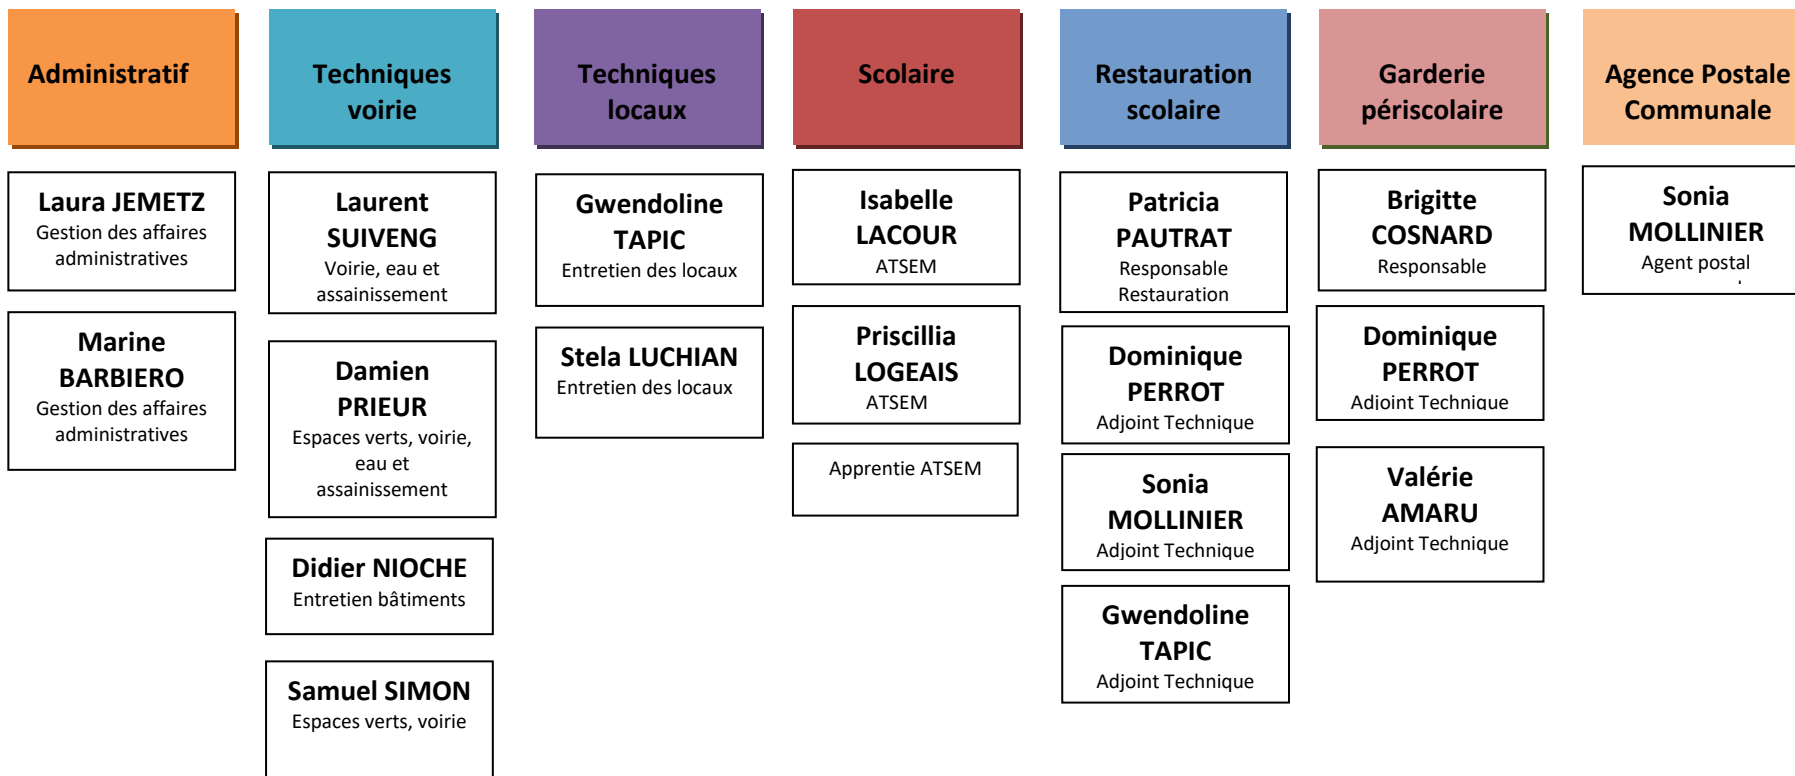 Administratif
Techniques
voirie
Techniques
locaux
Scolaire
Restauration
scolaire
Garderie
périscolaire
Agence Postale
Communale
Laura JEMETZ
Gestion des affaires
administratives
Marine
BARBIERO
Gestion des affaires
administratives
Laurent
SUIVENG
Voirie, eau et
assainissement
Damien
PRIEUR
Espaces verts, voirie,
eau et
assainissement
Didier NIOCHE
Entretien bâtiments
Samuel SIMON
Espaces verts, voirie
Gwendoline
TAPIC
Entretien des locaux
Stela LUCHIAN
Entretien des locaux
Isabelle
LACOUR
ATSEM
Priscillia
LOGEAIS
ATSEM
Apprentie ATSEM
Patricia
PAUTRAT
Responsable
Restauration
Dominique
PERROT
Adjoint Technique
Sonia
MOLLINIER
Adjoint Technique
Gwendoline
TAPIC
Adjoint Technique
Brigitte
COSNARD
Responsable
Dominique
PERROT
Adjoint Technique
Valérie
AMARU
Adjoint Technique
Sonia
MOLLINIER
Agent postal